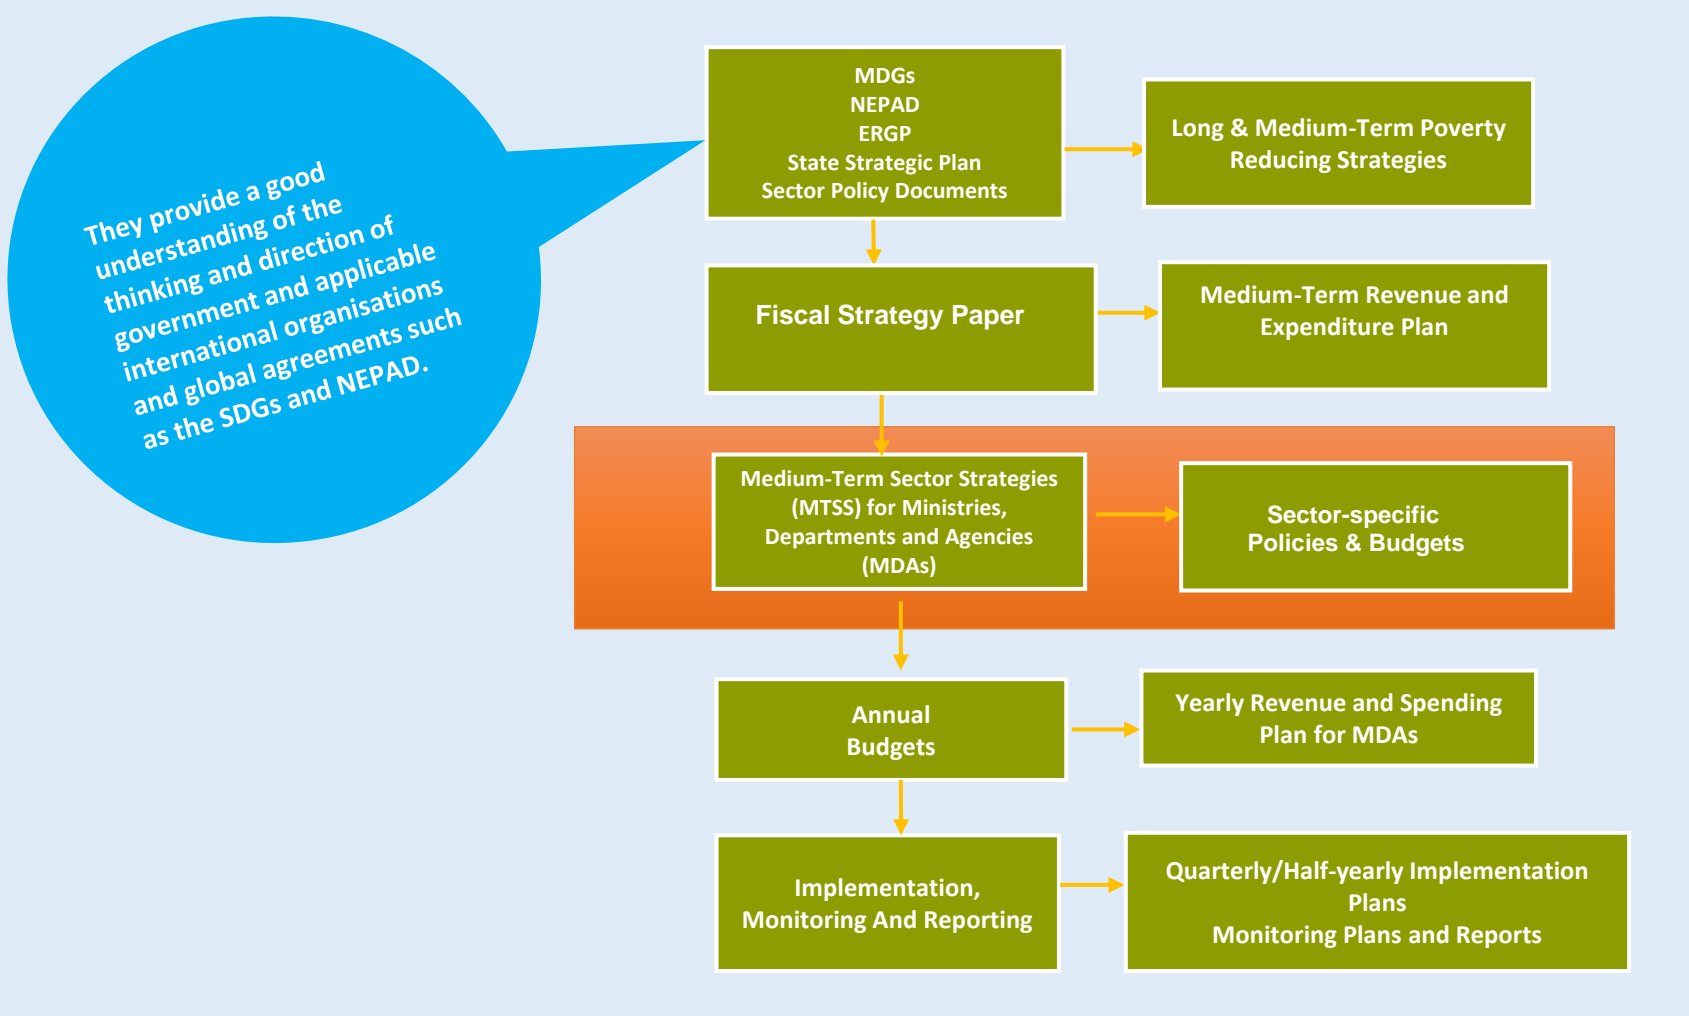 They provide a good
understanding of the
thinking and direction of
government and applicable
international organisations
and global agreements such
as the SDGs and NEPAD.
MDGs
NEPAD
ERGP
State Strategic Plan
Sector Policy Documents
Long & Medium-Term Poverty
Reducing Strategies
Fiscal Strategy Paper
Medium-Term Revenue and
Expenditure Plan
Medium-Term Sector Strategies
(MTSS) for Ministries,
Departments and Agencies
(MDAs)
Sector-specific
Policies & Budgets
Annual
Budgets
Yearly Revenue and Spending
Plan for MDAs
Implementation,
Monitoring And Reporting
Quarterly/Half-yearly Implementation
Plans
Monitoring Plans and Reports